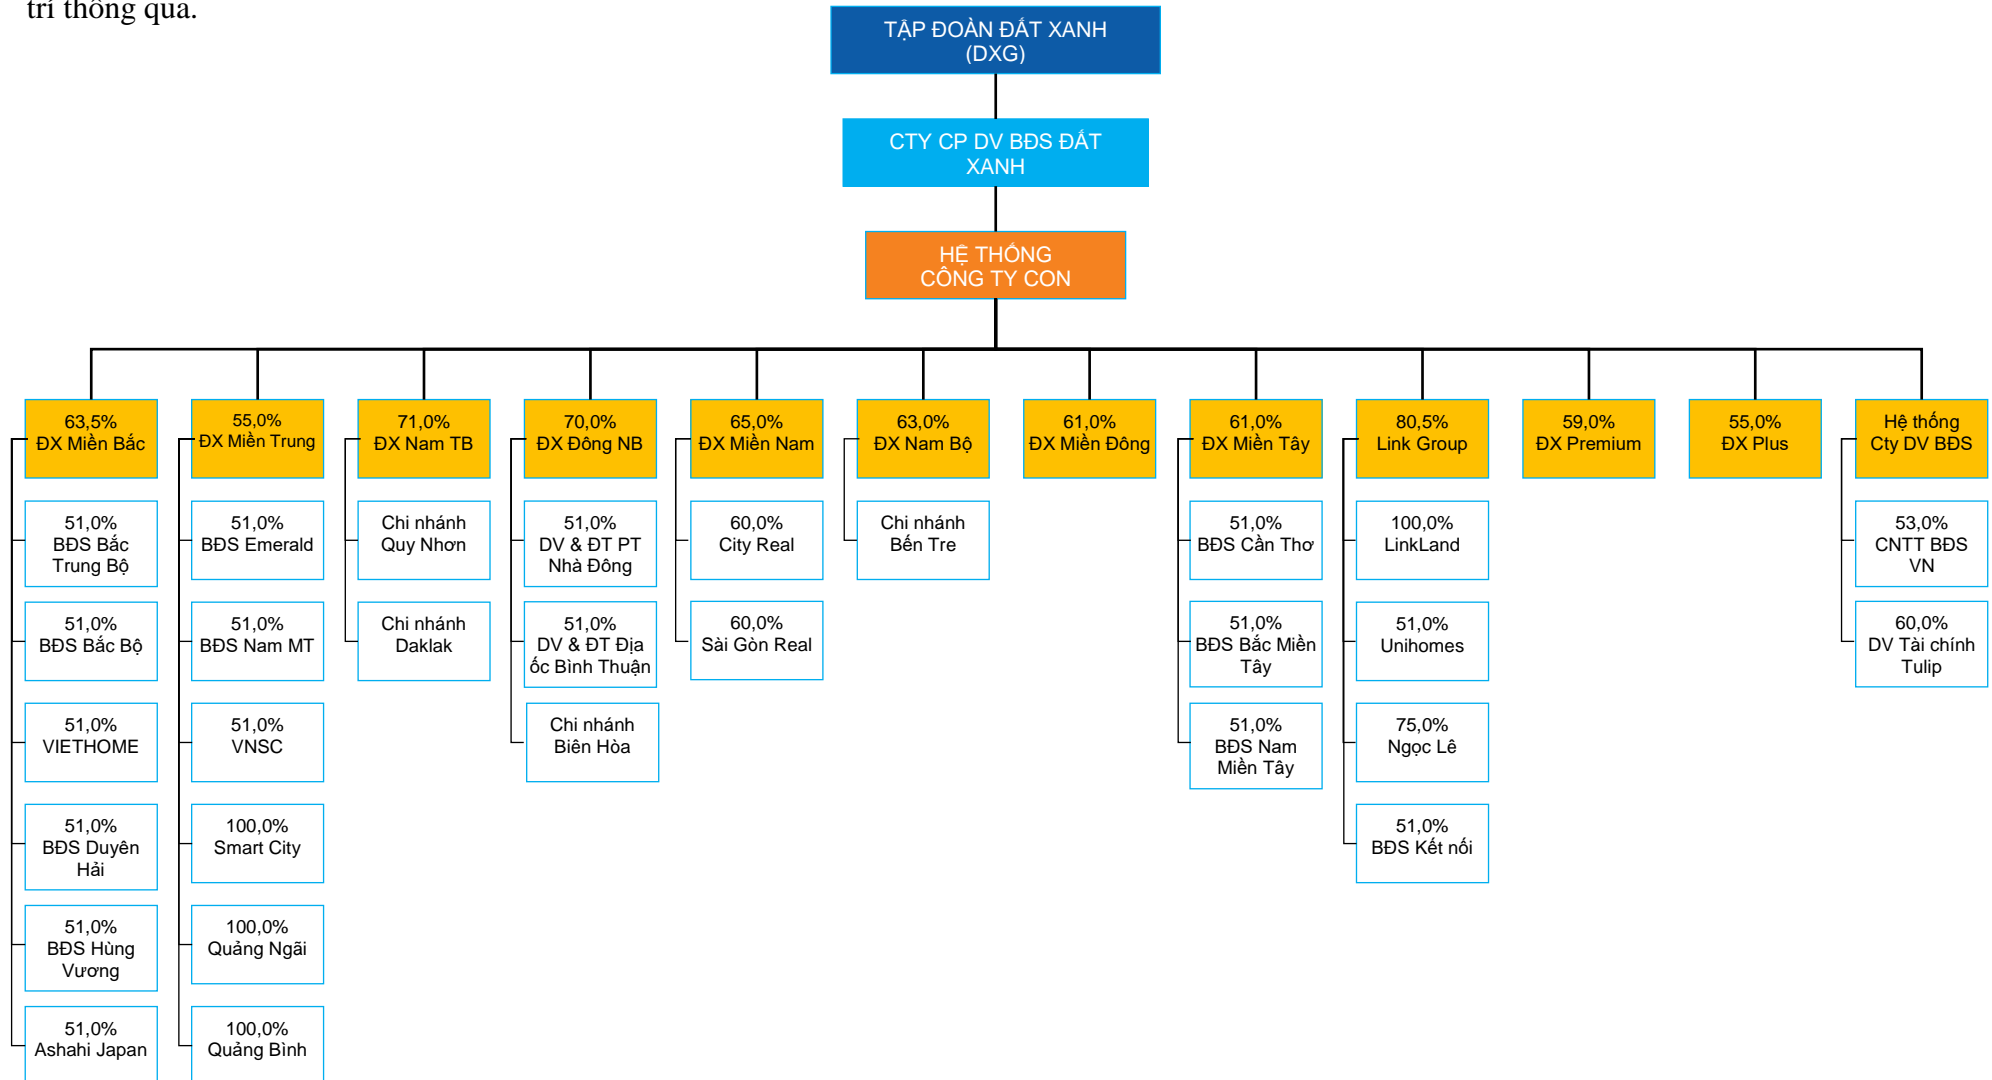 trí thông qua.
TẬP ĐOÀN ĐẤT XANH
(DXG)
CTY CP DV BĐS ĐẤT
XANH
HỆ THỐNG
CÔNG TY CON
63,5%
ĐX Miền Bắc
55,0%
ĐX Miền Trung
71,0%
ĐX Nam TB
70,0%
ĐX Đông NB
65,0%
ĐX Miền Nam
63,0%
ĐX Nam Bộ
61,0%
ĐX Miền Đông
61,0%
ĐX Miền Tây
80,5%
Link Group
59,0%
ĐX Premium
55,0%
ĐX Plus
Hệ thống
Cty DV BĐS
51,0%
BĐS Bắc
Trung Bộ
51,0%
BĐS Emerald
Chi nhánh
Quy Nhơn
51,0%
DV & ĐT PT
Nhà Đông
60,0%
City Real
Chi nhánh
Bến Tre
51,0%
BĐS Cần Thơ
100,0%
LinkLand
53,0%
CNTT BĐS
VN
51,0%
BĐS Bắc Bộ
51,0%
BĐS Nam MT
Chi nhánh
Daklak
51,0%
DV & ĐT Địa
ốc Bình Thuận
60,0%
Sài Gòn Real
51,0%
BĐS Bắc Miền
Tây
51,0%
Unihomes
60,0%
DV Tài chính
Tulip
51,0%
VIETHOME
51,0%
VNSC
Chi nhánh
Biên Hòa
51,0%
BĐS Nam
Miền Tây
75,0%
Ngọc Lê
51,0%
BĐS Duyên
Hải
100,0%
Smart City
51,0%
BĐS Kết nối
51,0%
BĐS Hùng
Vương
100,0%
Quảng Ngãi
51,0%
Ashahi Japan
100,0%
Quảng Bình